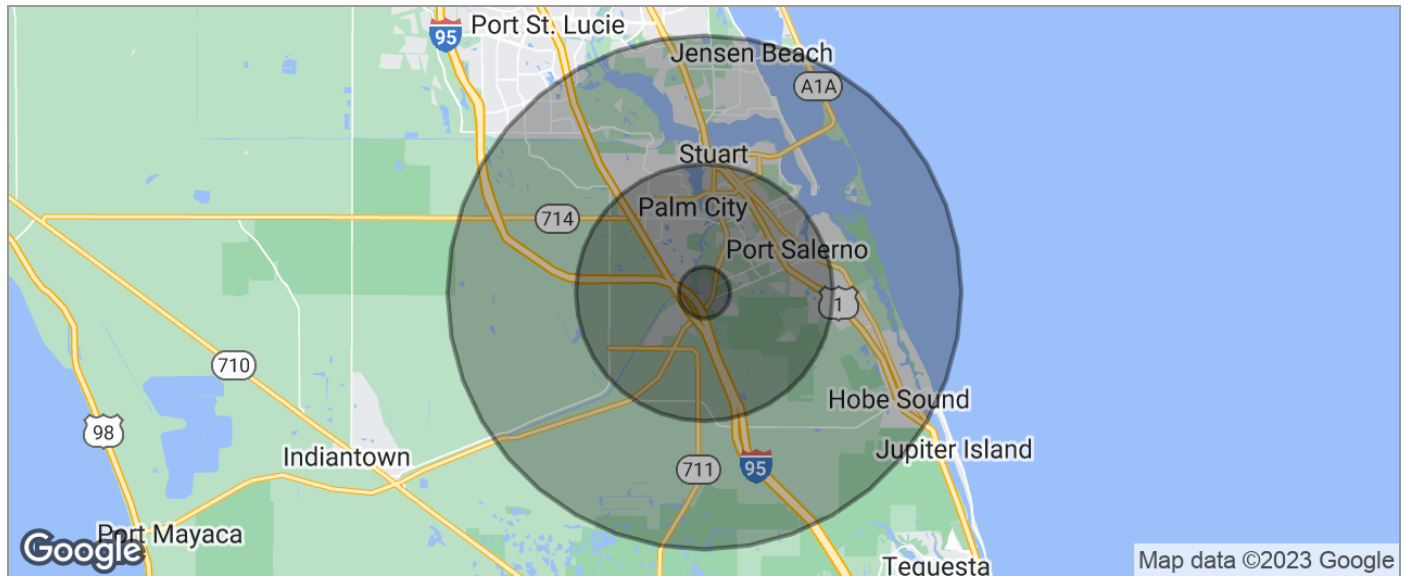 Port St. Lucie
95
Jensen Beach
A1A
Stuart
Palm City
714
Port Salerno
1
710
Hobe Sound
98
Indiantown
Jupiter Island
711
95
Port Mayaca
Google
Tequesta
Map data ©2023 Google